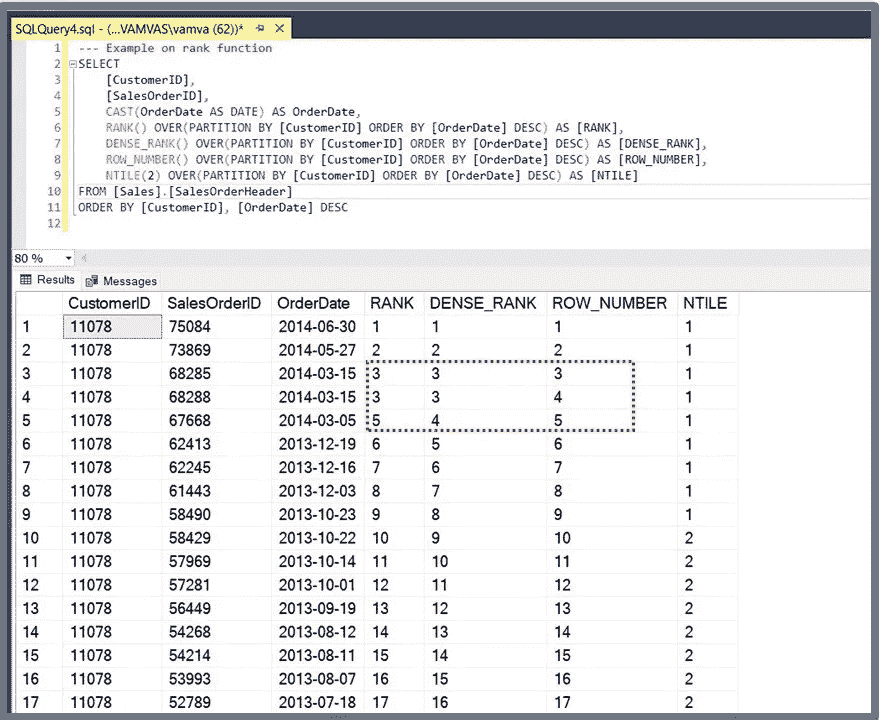 SQLQuery4.sql - (...VAMVAS\vamva (62))*
1 --- Example on rank function
2 SELECT
3 [CustomerID],
4 [SalesOrderID],
5 CAST(OrderDate AS DATE) AS OrderDate,
6 RANK() OVER(PARTITION BY [CustomerID] ORDER BY [OrderDate] DESC) AS [RANK],
7 DENSE_RANK() OVER(PARTITION BY [CustomerID] ORDER BY [OrderDate] DESC) AS [DENSE_RANK],
8 ROW_NUMBER() OVER(PARTITION BY [CustomerID] ORDER BY [OrderDate] DESC) AS [ROW_NUMBER],
9 NTILE(2) OVER(PARTITION BY [CustomerID] ORDER BY [OrderDate] DESC) AS [NTILE]
10 FROM [Sales].[SalesOrderHeader]
11 ORDER BY [CustomerID], [OrderDate] DESC
12
80 %
Results Messages
CustomerID SalesOrderID OrderDate RANK DENSE_RANK ROW_NUMBER NTILE
1 11078 75084 2014-06-30 1 1 1 1
2 11078 73869 2014-05-27 2 2 2 1
3 11078 68285 2014-03-15 3 3 3 1
4 11078 68288 2014-03-15 3 3 4 1
5 11078 67668 2014-03-05 5 4 5 1
6 11078 62413 2013-12-19 6 5 6 1
7 11078 62245 2013-12-16 7 6 7 1
8 11078 61443 2013-12-03 8 7 8 1
9 11078 58490 2013-10-23 9 8 9 1
10 11078 58429 2013-10-22 10 9 10 2
11 11078 57969 2013-10-14 11 10 11 2
12 11078 57281 2013-10-01 12 11 12 2
13 11078 56449 2013-09-19 13 12 13 2
14 11078 54268 2013-08-12 14 13 14 2
15 11078 54214 2013-08-11 15 14 15 2
16 11078 53993 2013-08-07 16 15 16 2
17 11078 52789 2013-07-18 17 16 17 2